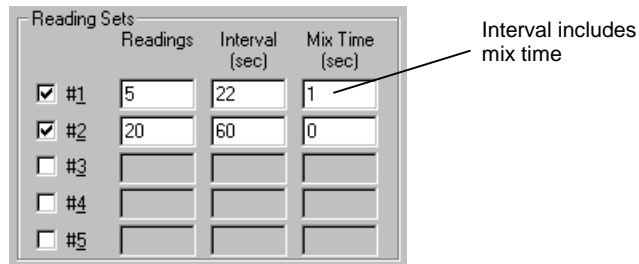 Reading Sets
Readings Interval Mix Time
(sec) (sec)
#1 5 22 1
#2 20 60 0
#3
#4
#5
Interval includes
mix time